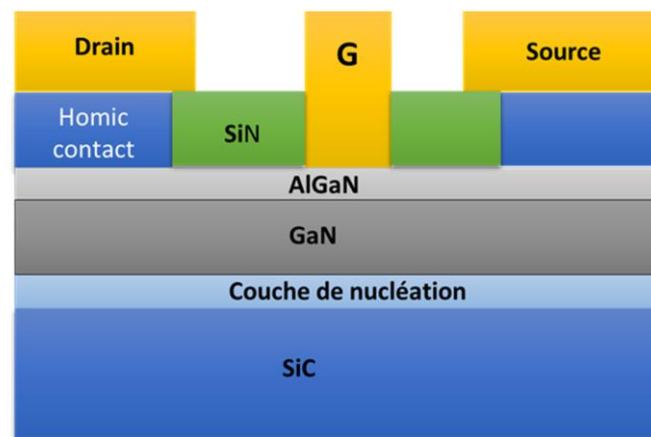 Drain
G
Source
Homic
contact
SiN
AlGaN
GaN
Couche de nucléation
SiC